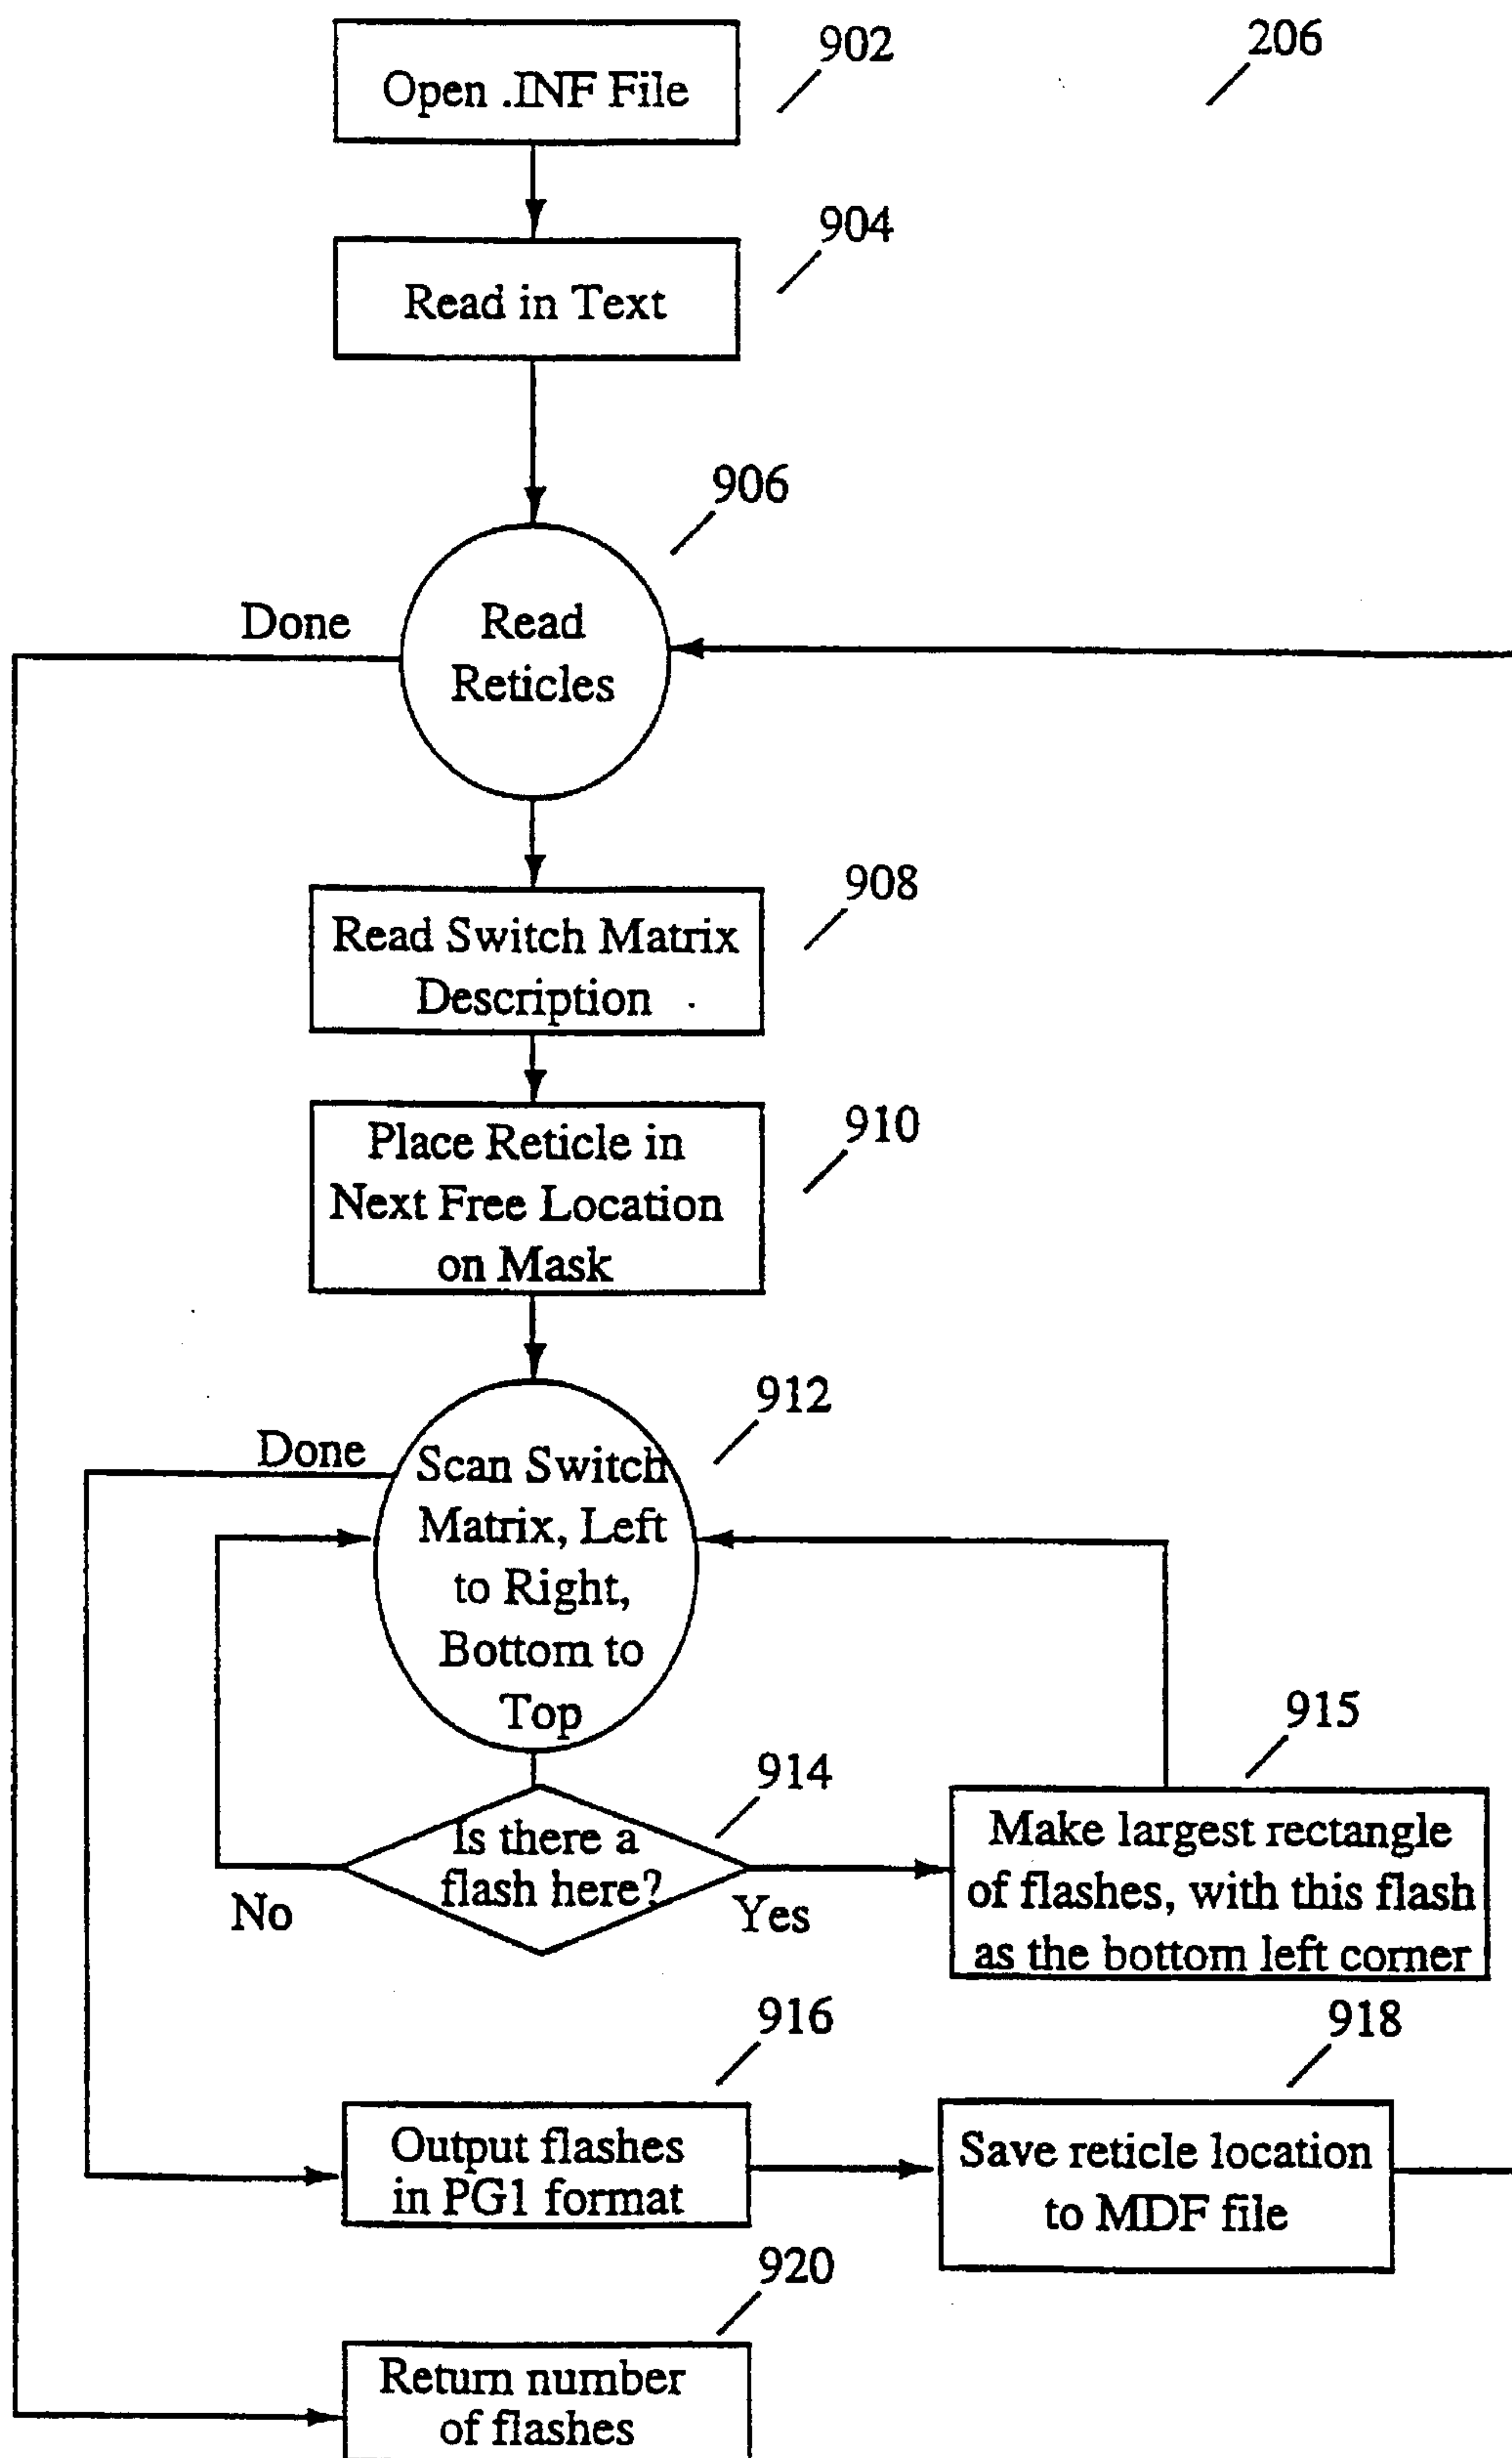 902
206
Open .INF File
904
Read in Text
906
Done
Read
Reticles
908
Read Switch Matrix
Description
910
Place Reticle in
Next Free Location
on Mask
912
Done
Scan Switch
Matrix, Left
to Right,
Bottom to
Top
915
914
Is there a
flash here?
No
Yes
Make largest rectangle
of flashes, with this flash
as the bottom left corner
916
918
Output flashes
in PG1 format
Save reticle location
to MDF file
920
Return number
of flashes